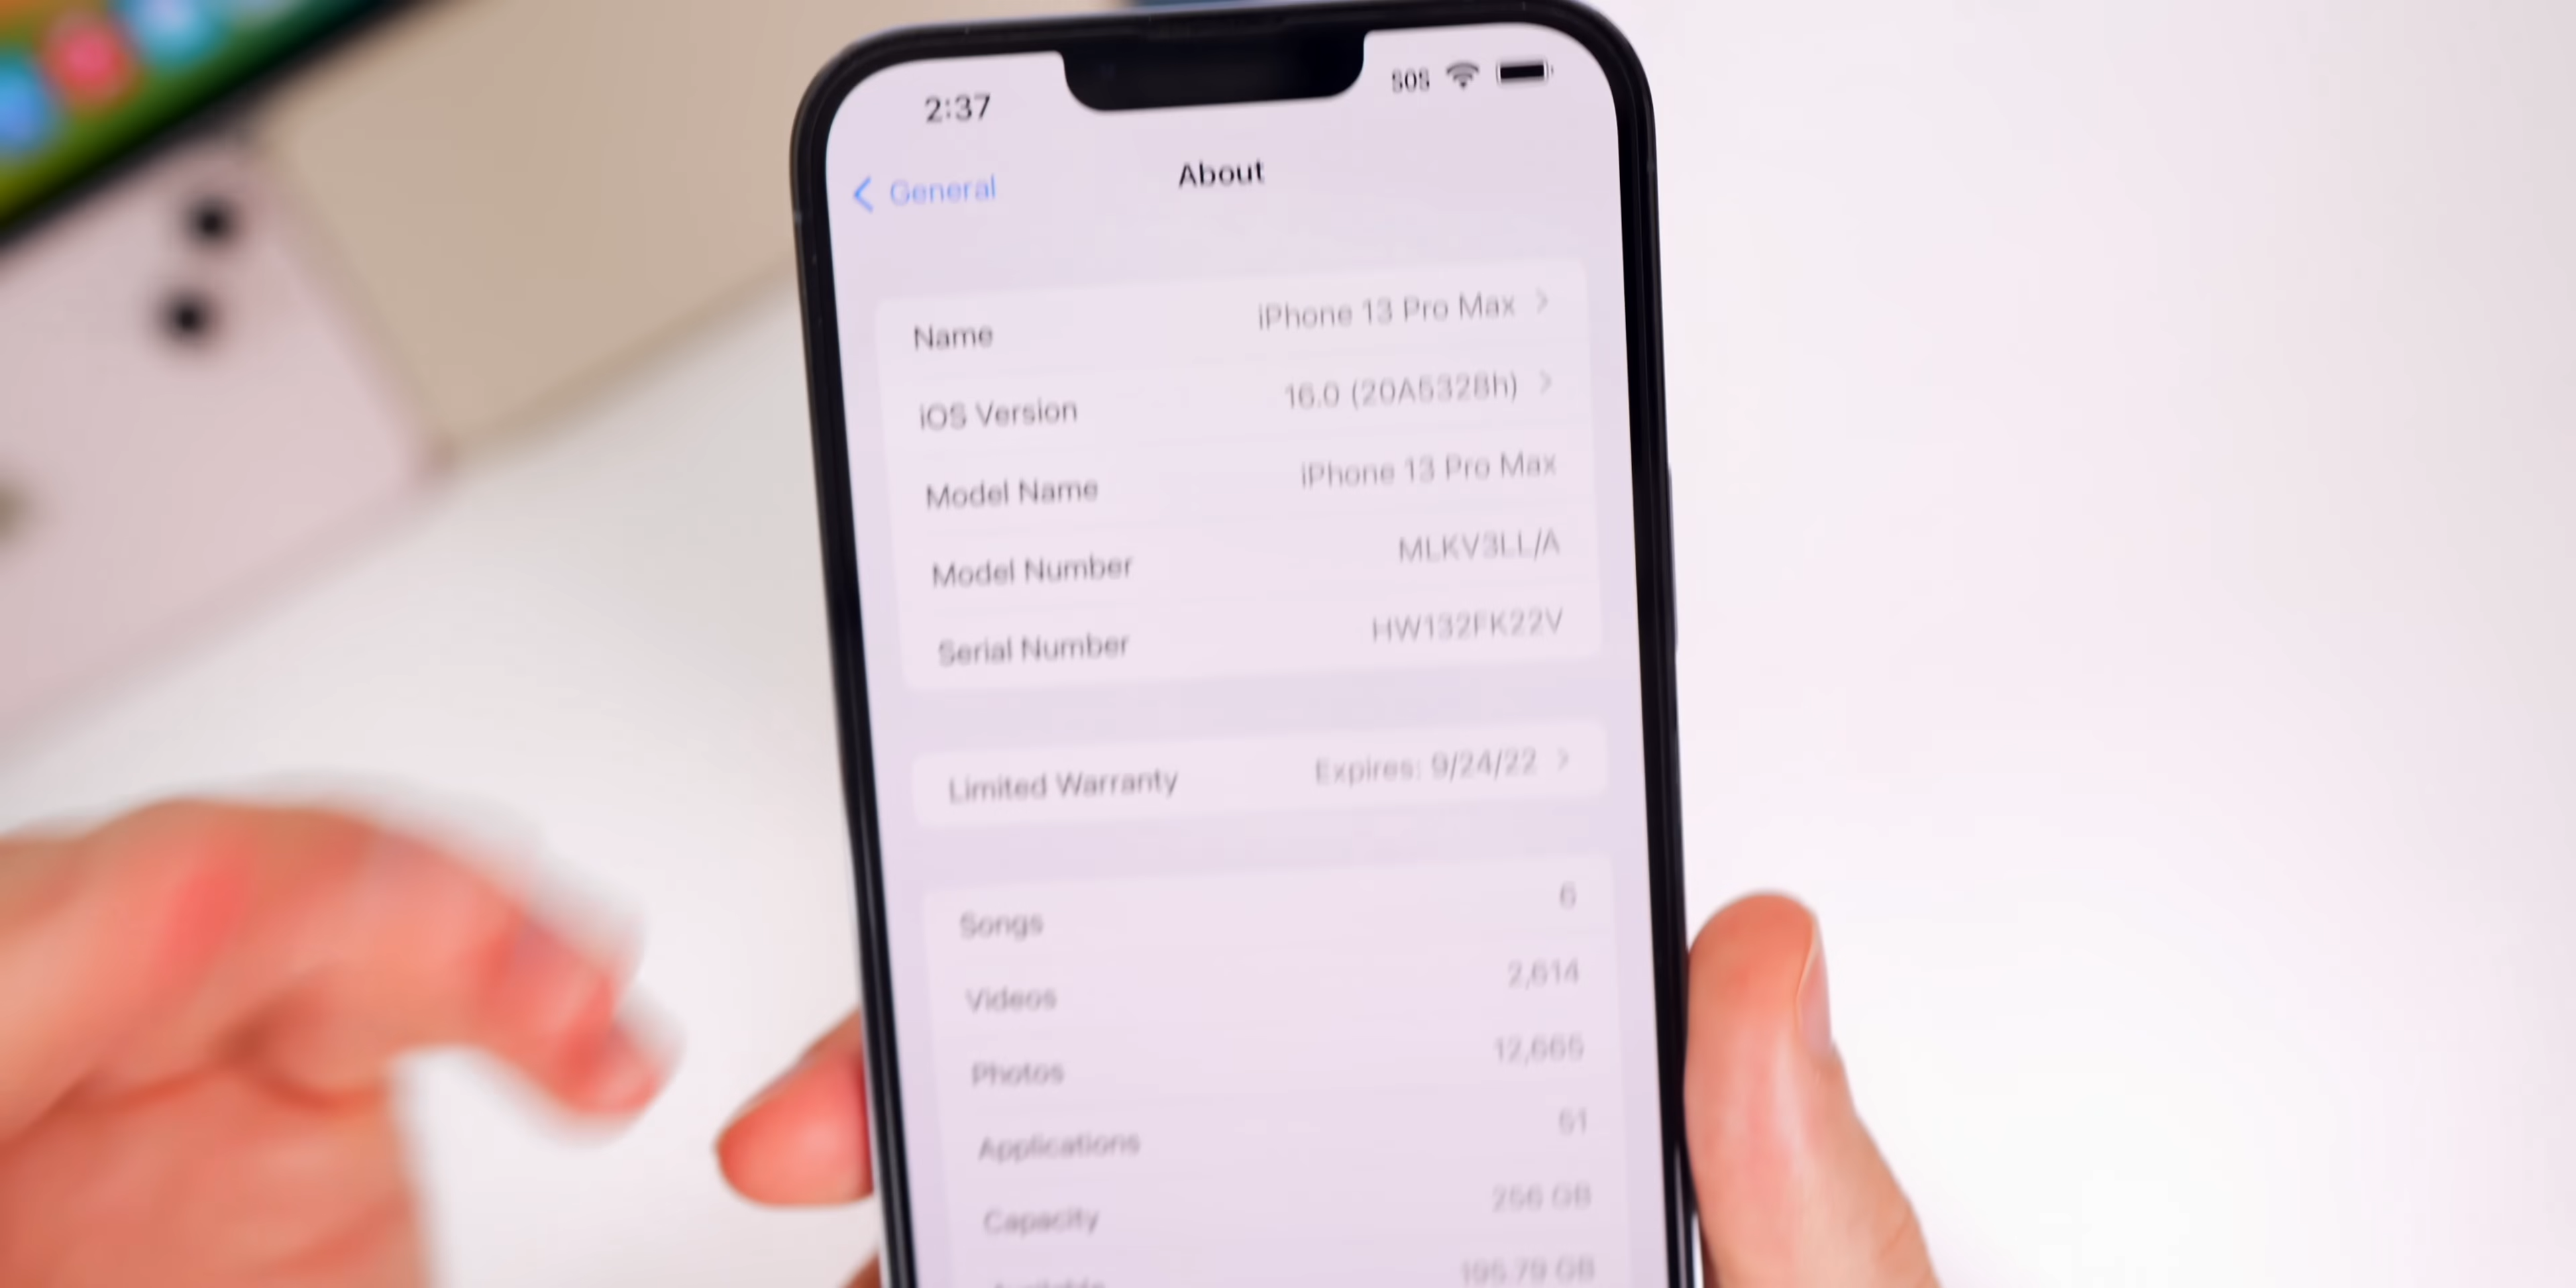 2:37 SOS
General About
Name iPhone 13 Pro Max
iOS Version 16.0 (20A5328h)
Model Name iPhone 13 Pro Max
Model Number MLKV3LL/A
Serial Number HW132FK22V
Limited Warranty Expires: 9/24/22
Songs 6
Videos 2,614
Photos 12,665
Applications 51
Capacity 256 GB
195.79 GB